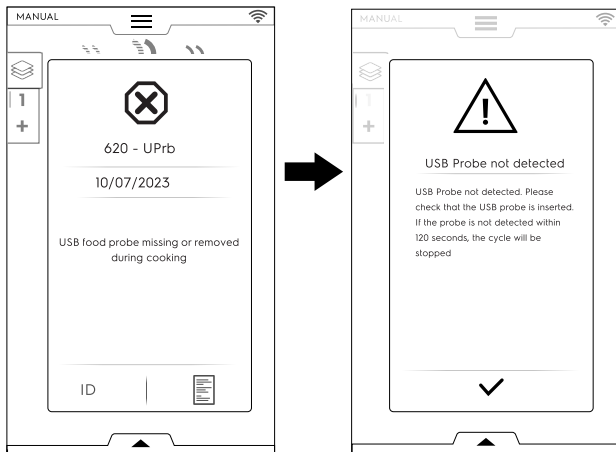 MANUAL
1
+
620 - UPrb
10/07/2023
USB food probe missing or removed
during cooking
ID
MANUAL
1
+
USB Probe not detected
USB Probe not detected. Please
check that the USB probe is inserted.
If the probe is not detected within
120 seconds, the cycle will be
stopped